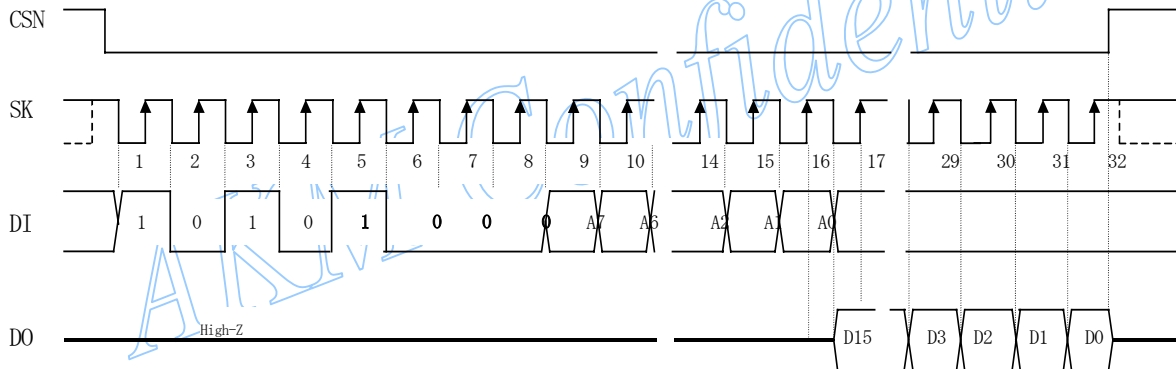 CSN
SK
1 2 3 4 5 6 7 8 9 10 14 15 16 17 29 30 31 32
DI 1 0 1 0 1 0 0 0 A7 A6 A2 A1 A0
DO High-Z D15 D3 D2 D1 D0
AKM Confidenti